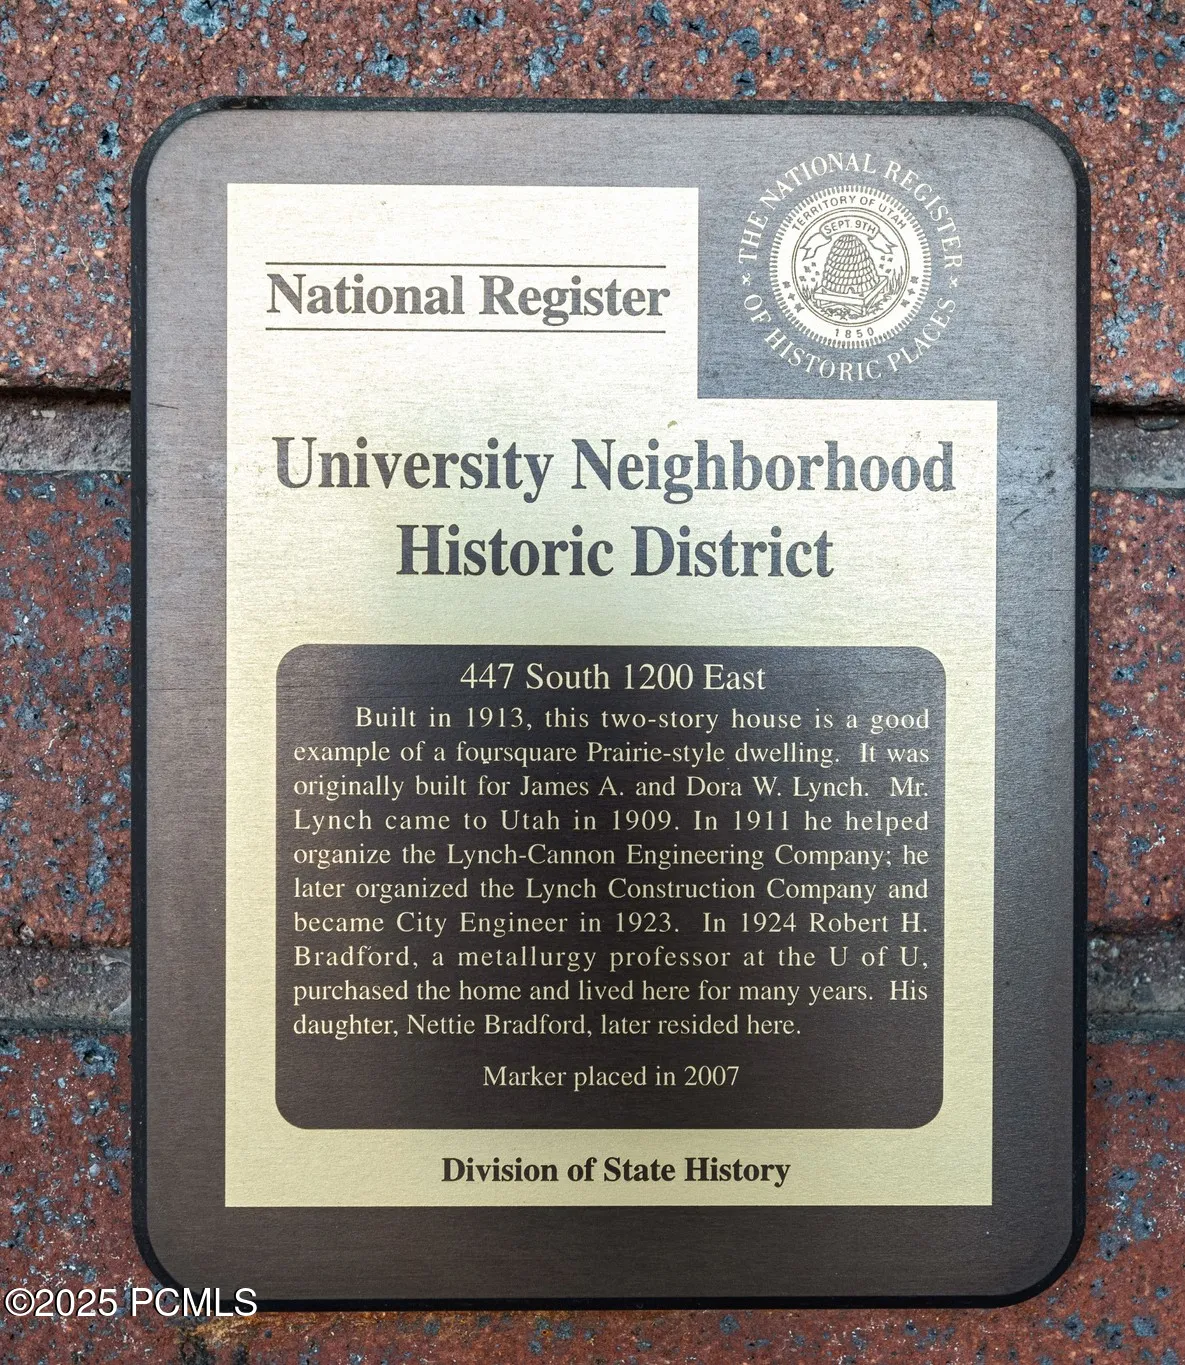 THE NATIONAL REGISTER
OF HISTORIC PLACES
TERRITORY OF UTAH
SEPT. 9TH
1850
National Register
University Neighborhood
Historic District
447 South 1200 East
Built in 1913, this two-story house is a good
example of a foursquare Prairie-style dwelling. It was
originally built for James A. and Dora W. Lynch. Mr.
Lynch came to Utah in 1909. In 1911 he helped
organize the Lynch-Cannon Engineering Company; he
later organized the Lynch Construction Company and
became City Engineer in 1923. In 1924 Robert H.
Bradford, a metallurgy professor at the U of U,
purchased the home and lived here for many years. His
daughter, Nettie Bradford, later resided here.
Marker placed in 2007
Division of State History
©2025 PCMLS